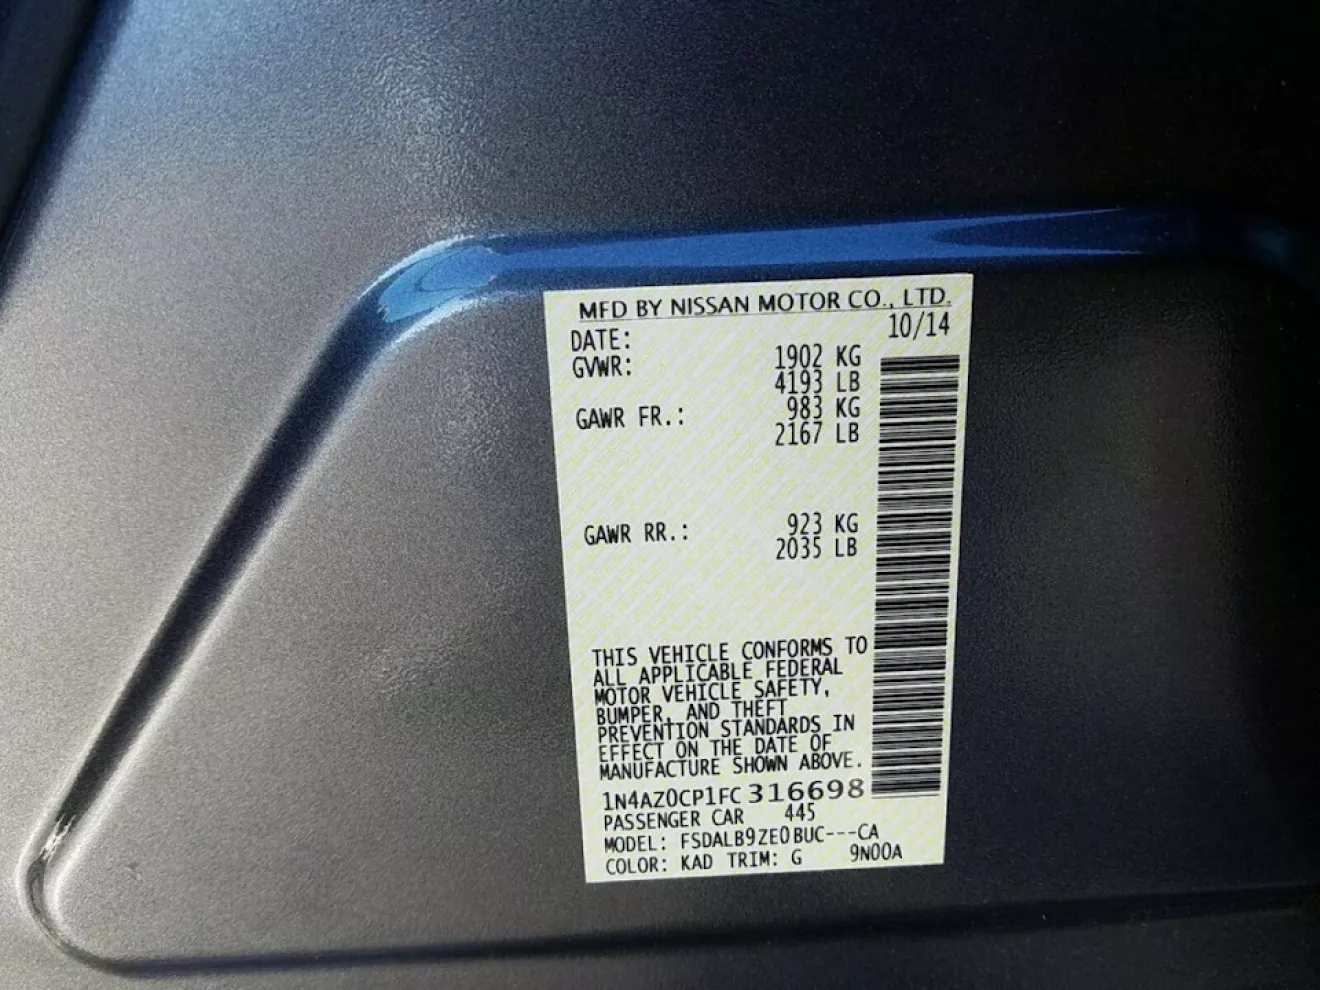 MFD BY NISSAN MOTOR CO., LTD.
DATE: 10/14
GVWR: 1902 KG
4193 LB
GAWR FR.: 983 KG
2167 LB
GAWR RR.: 923 KG
2035 LB
THIS VEHICLE CONFORMS TO
ALL APPLICABLE FEDERAL
MOTOR VEHICLE SAFETY,
BUMPER, AND THEFT
PREVENTION STANDARDS IN
EFFECT ON THE DATE OF
MANUFACTURE SHOWN ABOVE.
1N4AZ0CP1FC316698
PASSENGER CAR 445
MODEL: FSDALB9ZE0BUC---CA
COLOR: KAD TRIM: G 9N00A